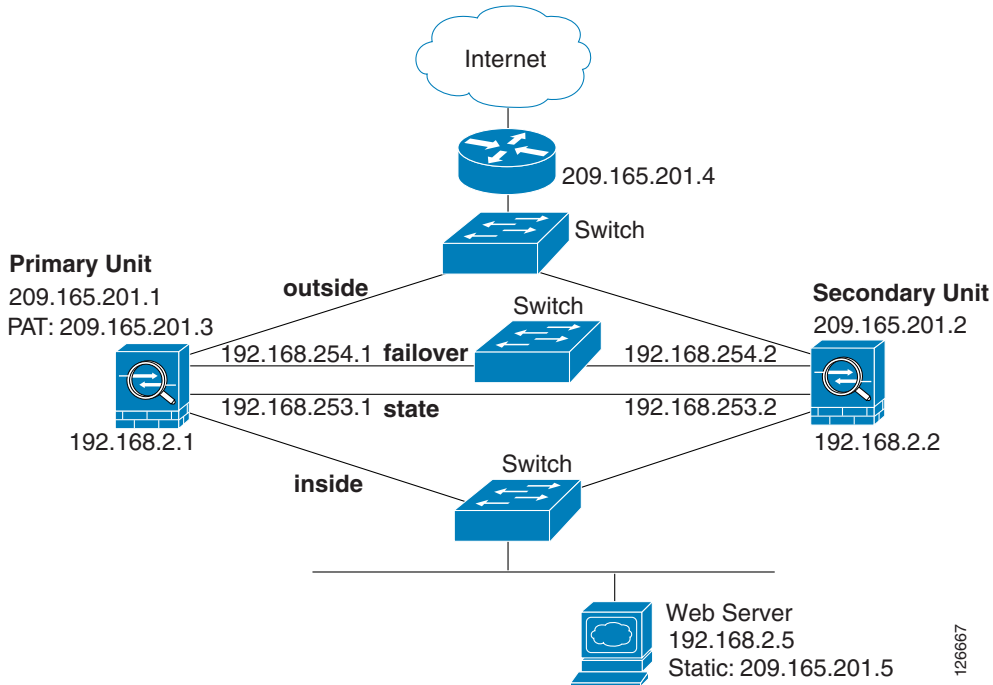 Internet
209.165.201.4
Switch
Primary Unit
209.165.201.1
PAT: 209.165.201.3
outside
Switch
Secondary Unit
209.165.201.2
192.168.254.1 failover 192.168.254.2
192.168.253.1 state 192.168.253.2
192.168.2.1
192.168.2.2
Switch
inside
Web Server
192.168.2.5
Static: 209.165.201.5
126667